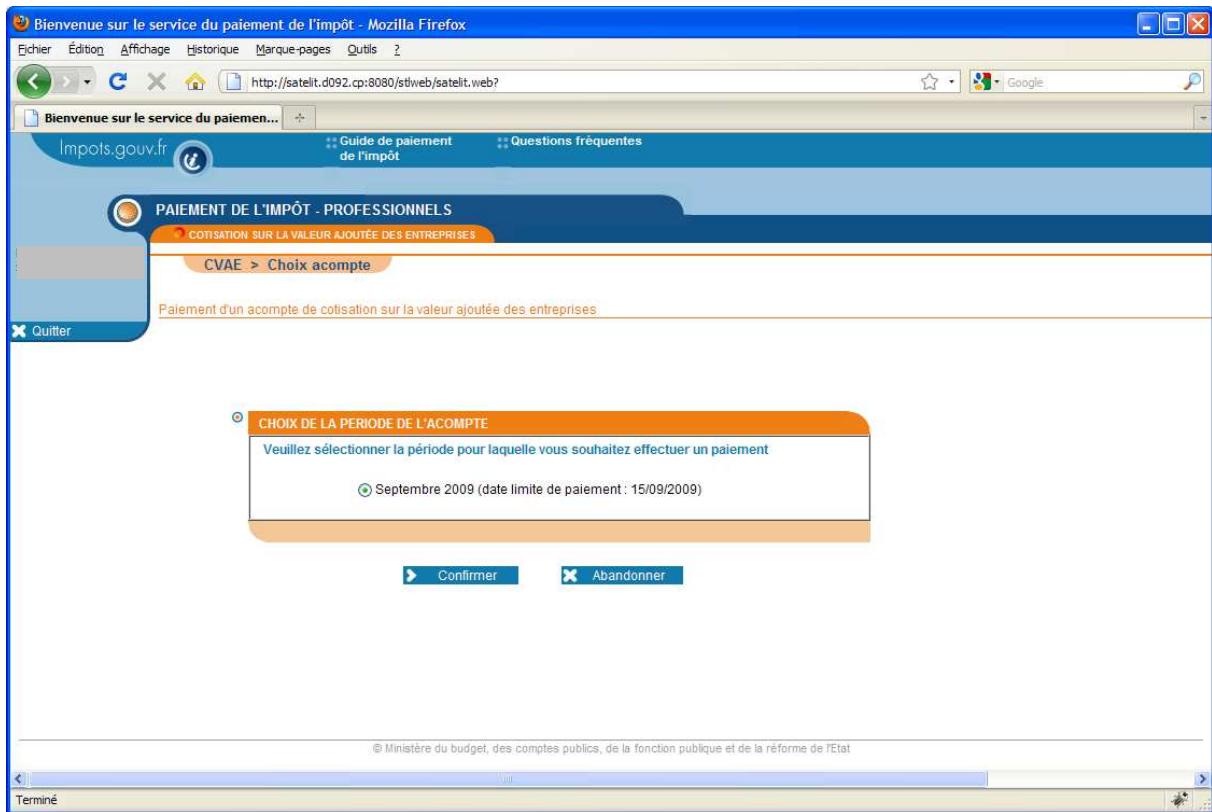 Bienvenue sur le service du paiement de l'impôt - Mozilla Firefox
Fichier Édition Affichage Historique Marque-pages Outils ?
http://satelit.d092.cp:8080/stlweb/satelit.web? Google
Bienvenue sur le service du paiemen...
Impots.gouv.fr
Guide de paiement de l'impôt
Questions fréquentes
PAIEMENT DE L'IMPÔT - PROFESSIONNELS
COTISATION SUR LA VALEUR AJOUTÉE DES ENTREPRISES
CVAE > Choix acompte
Paiement d'un acompte de cotisation sur la valeur ajoutée des entreprises
Quitter
CHOIX DE LA PERIODE DE L'ACOMPTE
Veuillez sélectionner la période pour laquelle vous souhaitez effectuer un paiement
Septembre 2009 (date limite de paiement : 15/09/2009)
Confirmer Abandonner
© Ministère du budget, des comptes publics, de la fonction publique et de la réforme de l'Etat
Terminé